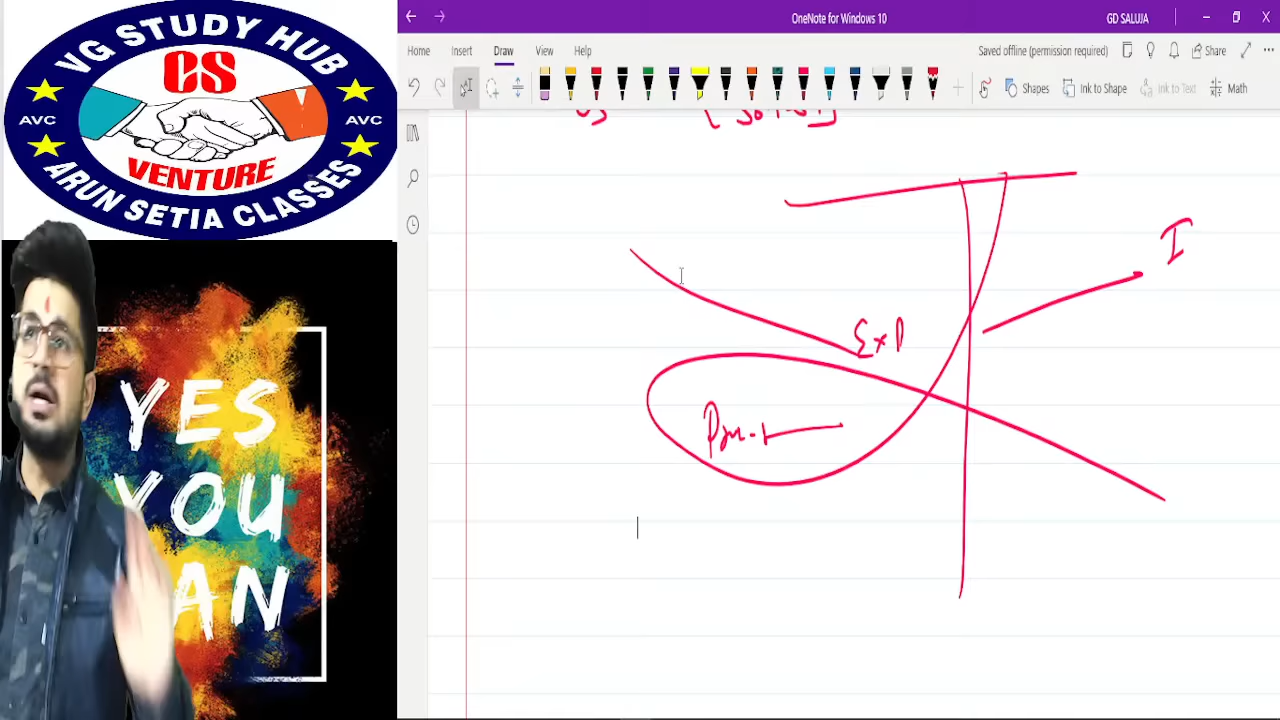 VG STUDY HUB
CS
AVC
AVC
VENTURE
ARUN SETIA CLASSES
YES
YOU
AN
OneNote for Windows 10
GD SALUJA
Home
Insert
Draw
View
Help
Saved offline (permission required)
Share
Shapes
Ink to Shape
Ink to Text
Math
I
Exp